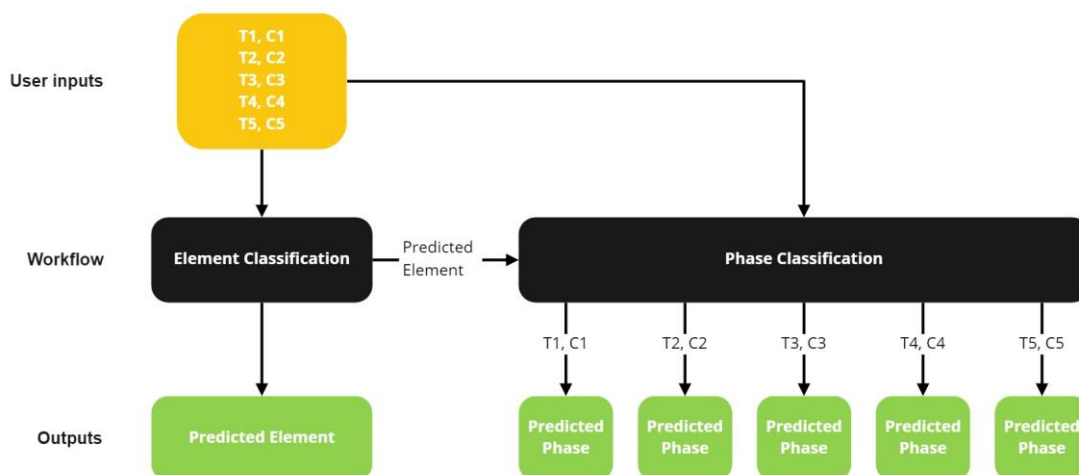 T1, C1
T2, C2
User inputs
T3, C3
T4, C4
T5, C5
Workflow
Element Classification
Predicted
Element
Phase Classification
T1, C1
T2, C2
T3, C3
T4, C4
T5, C5
Outputs
Predicted Element
Predicted
Phase
Predicted
Phase
Predicted
Phase
Predicted
Phase
Predicted
Phase